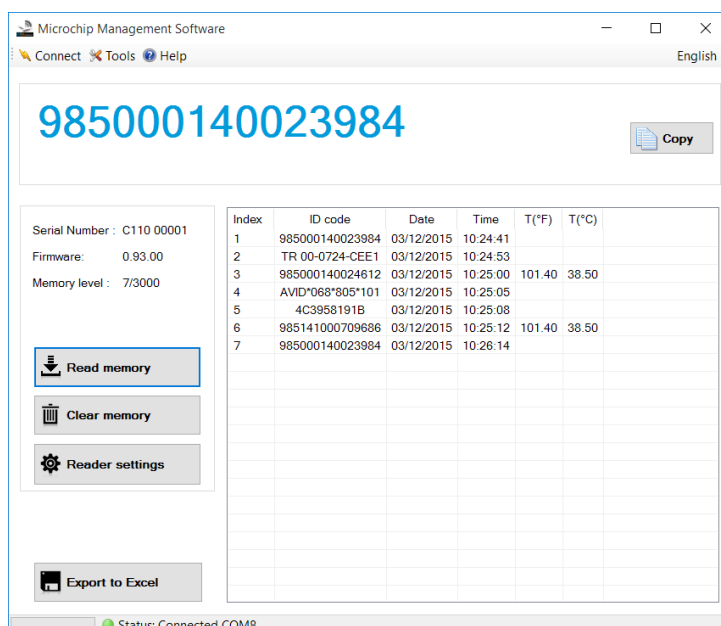 Microchip Management Software
Connect Tools Help English
985000140023984
Copy
Serial Number : C110 00001
Firmware: 0.93.00
Memory level : 7/3000
Read memory
Clear memory
Reader settings
Export to Excel
Index ID code Date Time T(°F) T(°C)
1 985000140023984 03/12/2015 10:24:41
2 TR 00-0724-CEE1 03/12/2015 10:24:53
3 985000140024612 03/12/2015 10:25:00 101.40 38.50
4 AVID*068*805*101 03/12/2015 10:25:05
5 4C3958191B 03/12/2015 10:25:08
6 985141000709686 03/12/2015 10:25:12 101.40 38.50
7 985000140023984 03/12/2015 10:26:14
Status: Connected COM8